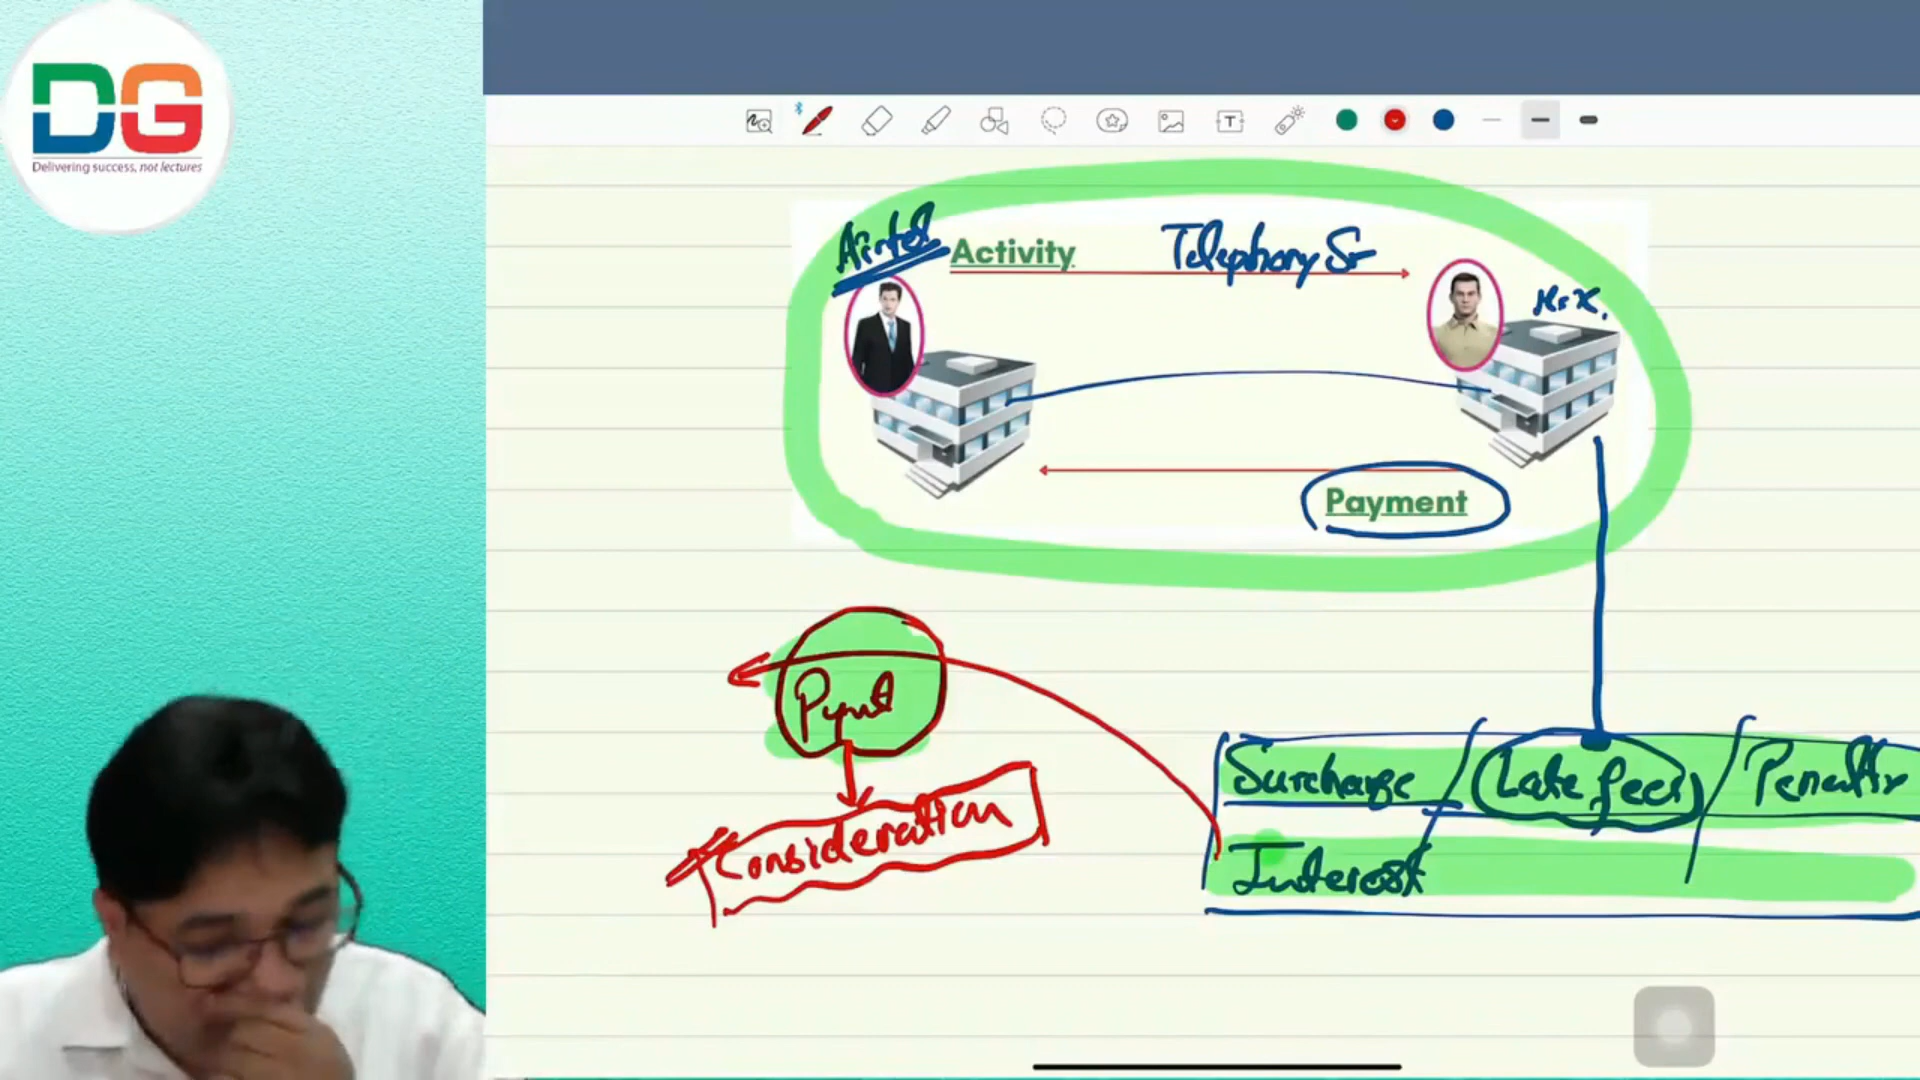 DG
Delivering success, not lectures
T
Airtel Activity Telephony Sr
Mr X.
Payment
Pymt
Consideration
Surcharge / Late fees / Penalty
Interest